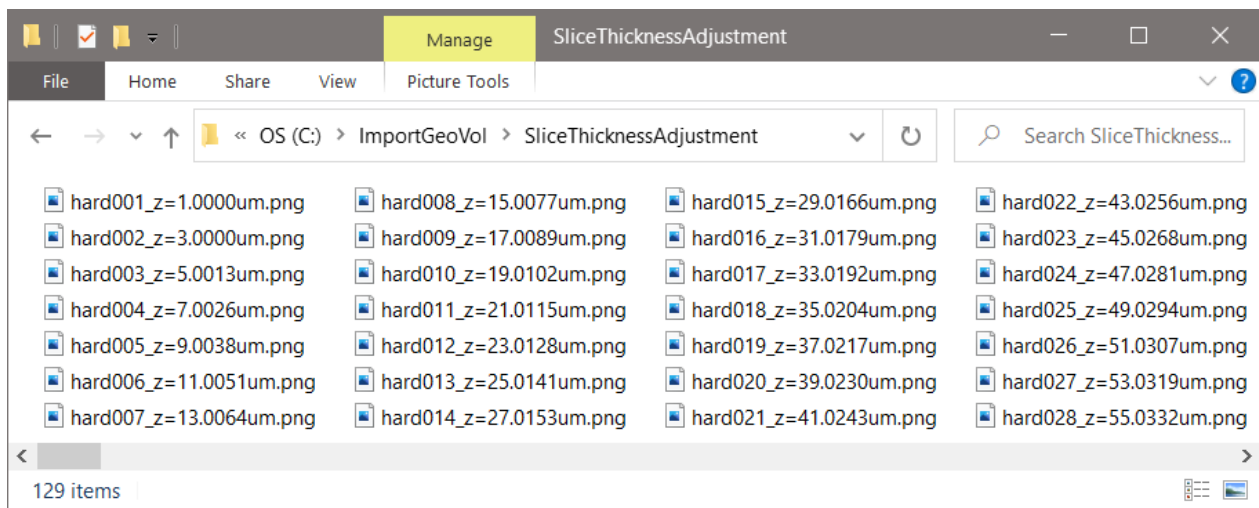 Manage SliceThicknessAdjustment
File Home Share View Picture Tools
« OS (C:) > ImportGeoVol > SliceThicknessAdjustment Search SliceThickness...
hard001_z=1.0000um.png hard008_z=15.0077um.png hard015_z=29.0166um.png hard022_z=43.0256um.png
hard002_z=3.0000um.png hard009_z=17.0089um.png hard016_z=31.0179um.png hard023_z=45.0268um.png
hard003_z=5.0013um.png hard010_z=19.0102um.png hard017_z=33.0192um.png hard024_z=47.0281um.png
hard004_z=7.0026um.png hard011_z=21.0115um.png hard018_z=35.0204um.png hard025_z=49.0294um.png
hard005_z=9.0038um.png hard012_z=23.0128um.png hard019_z=37.0217um.png hard026_z=51.0307um.png
hard006_z=11.0051um.png hard013_z=25.0141um.png hard020_z=39.0230um.png hard027_z=53.0319um.png
hard007_z=13.0064um.png hard014_z=27.0153um.png hard021_z=41.0243um.png hard028_z=55.0332um.png
129 items